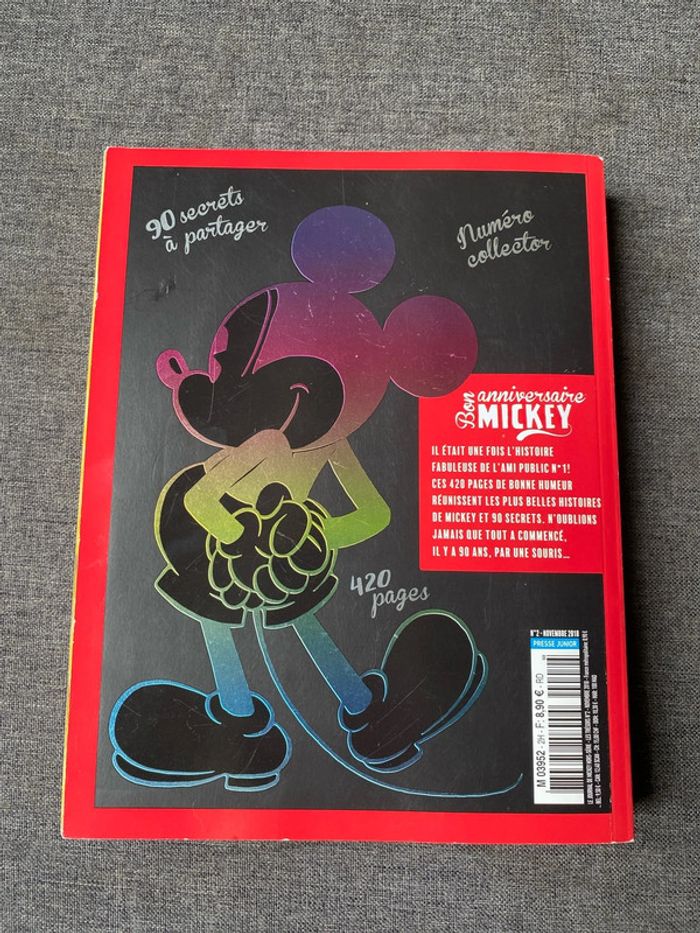 90 secrets
à partager
Numéro
collector
Bon anniversaire
MICKEY
IL ÉTAIT UNE FOIS L'HISTOIRE
FABULEUSE DE L'AMI PUBLIC N°1!
CES 420 PAGES DE BONNE HUMEUR
RÉUNISSENT LES PLUS BELLES HISTOIRES
DE MICKEY ET 90 SECRETS. N'OUBLIONS
JAMAIS QUE TOUT A COMMENCÉ,
IL Y A 90 ANS, PAR UNE SOURIS...
420
pages
N°2 - NOVEMBRE 2018
PRESSE JUNIOR
M 03952 - 2H - F: 8,90 € - RD